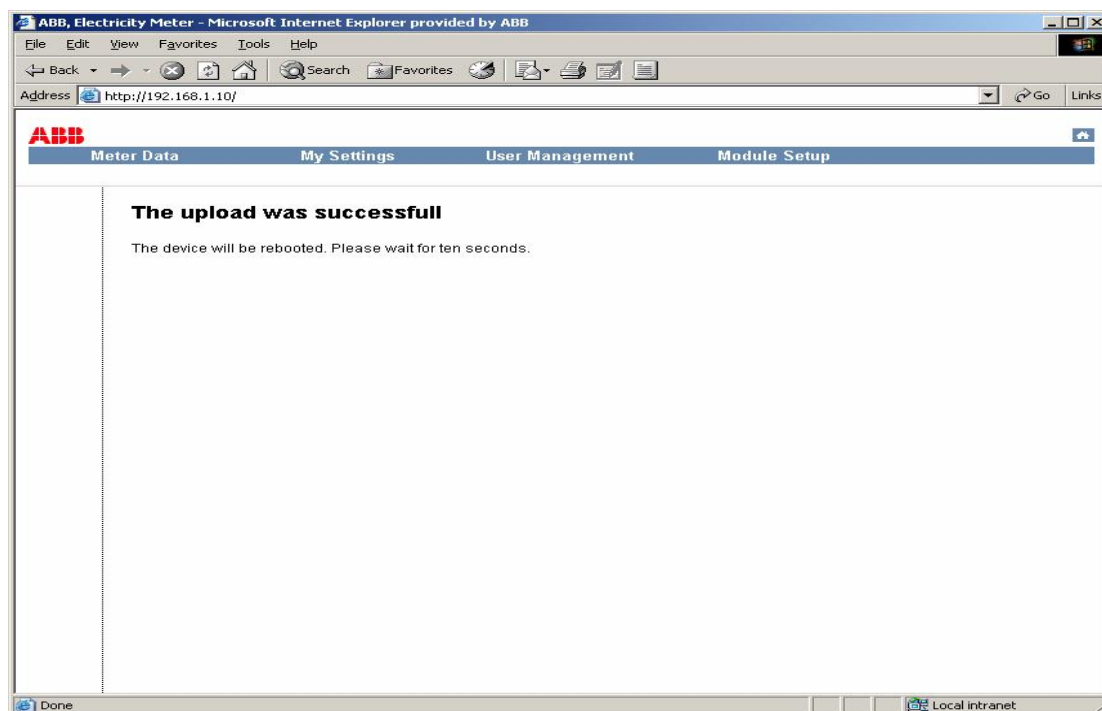 ABB, Electricity Meter - Microsoft Internet Explorer provided by ABB
File Edit View Favorites Tools Help
Back Search Favorites
Address http://192.168.1.10/ Go Links
ABB
Meter Data My Settings User Management Module Setup
The upload was successfull
The device will be rebooted. Please wait for ten seconds.
Done Local intranet